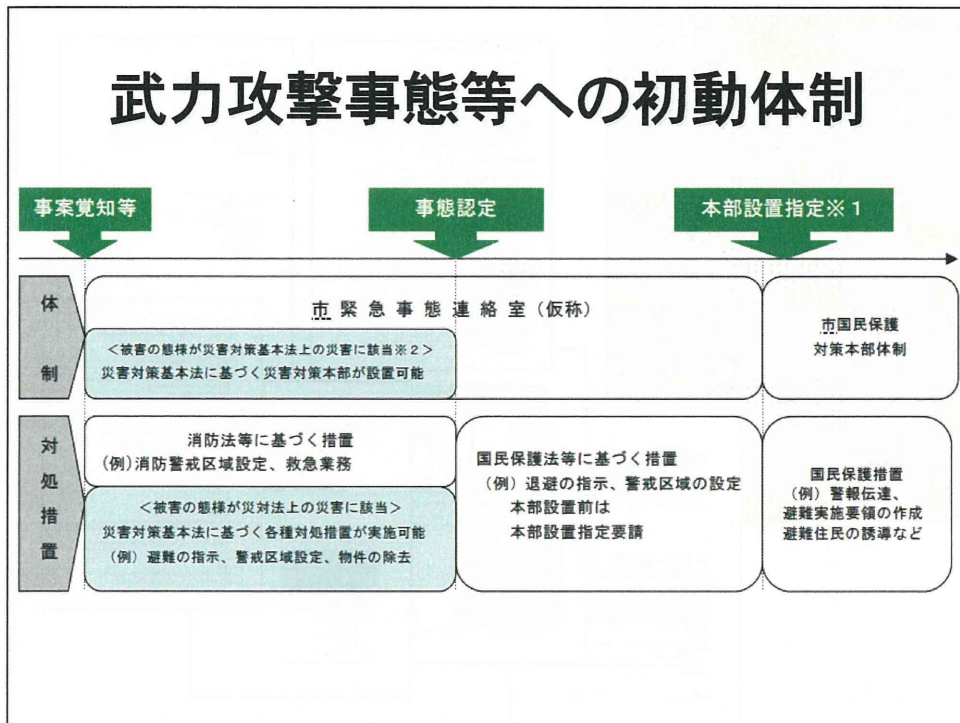 武力攻撃事態等への初動体制
事案覚知等
事態認定
本部設置指定※1
体制
市緊急事態連絡室(仮称)
<被害の態様が災害対策基本法上の災害に該当※2>
災害対策基本法に基づく災害対策本部が設置可能
市国民保護
対策本部体制
対処措置
消防法等に基づく措置
(例)消防警戒区域設定、救急業務
<被害の態様が災対法上の災害に該当>
災害対策基本法に基づく各種対処措置が実施可能
(例)避難の指示、警戒区域設定、物件の除去
国民保護法等に基づく措置
(例)退避の指示、警戒区域の設定
本部設置前は
本部設置指定要請
国民保護措置
(例)警報伝達、
避難実施要領の作成
避難住民の誘導など